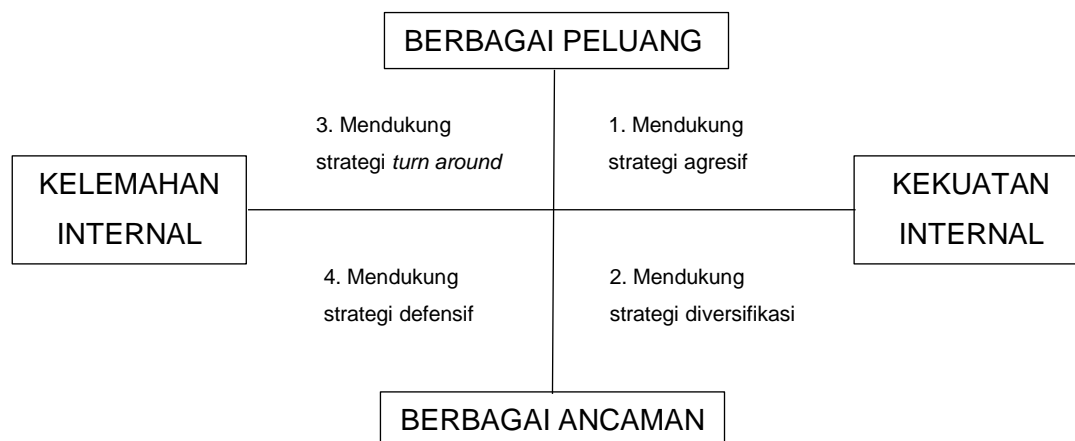 BERBAGAI PELUANG
3. Mendukung
strategi turn around
1. Mendukung
strategi agresif
KELEMAHAN
INTERNAL
KEKUATAN
INTERNAL
4. Mendukung
strategi defensif
2. Mendukung
strategi diversifikasi
BERBAGAI ANCAMAN